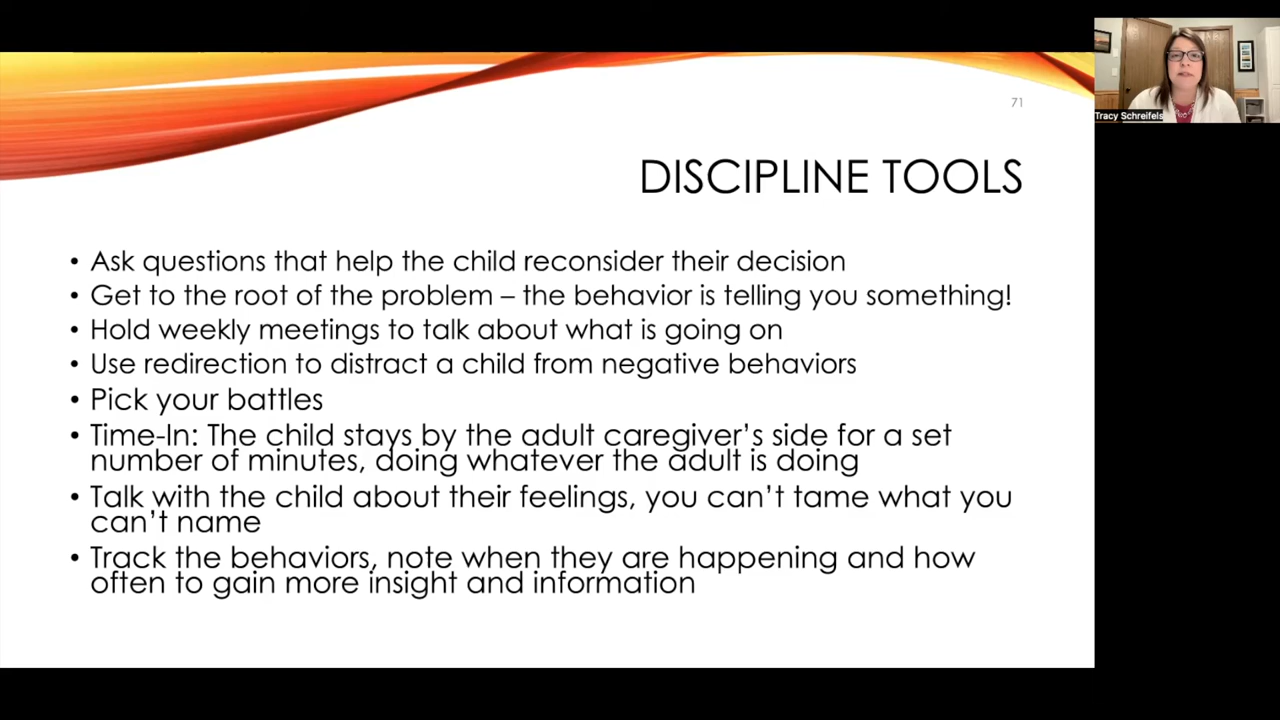 71
Tracy Schreifels
DISCIPLINE TOOLS
• Ask questions that help the child reconsider their decision
• Get to the root of the problem – the behavior is telling you something!
• Hold weekly meetings to talk about what is going on
• Use redirection to distract a child from negative behaviors
• Pick your battles
• Time-In: The child stays by the adult caregiver's side for a set
number of minutes, doing whatever the adult is doing
• Talk with the child about their feelings, you can't tame what you
can't name
• Track the behaviors, note when they are happening and how
often to gain more insight and information